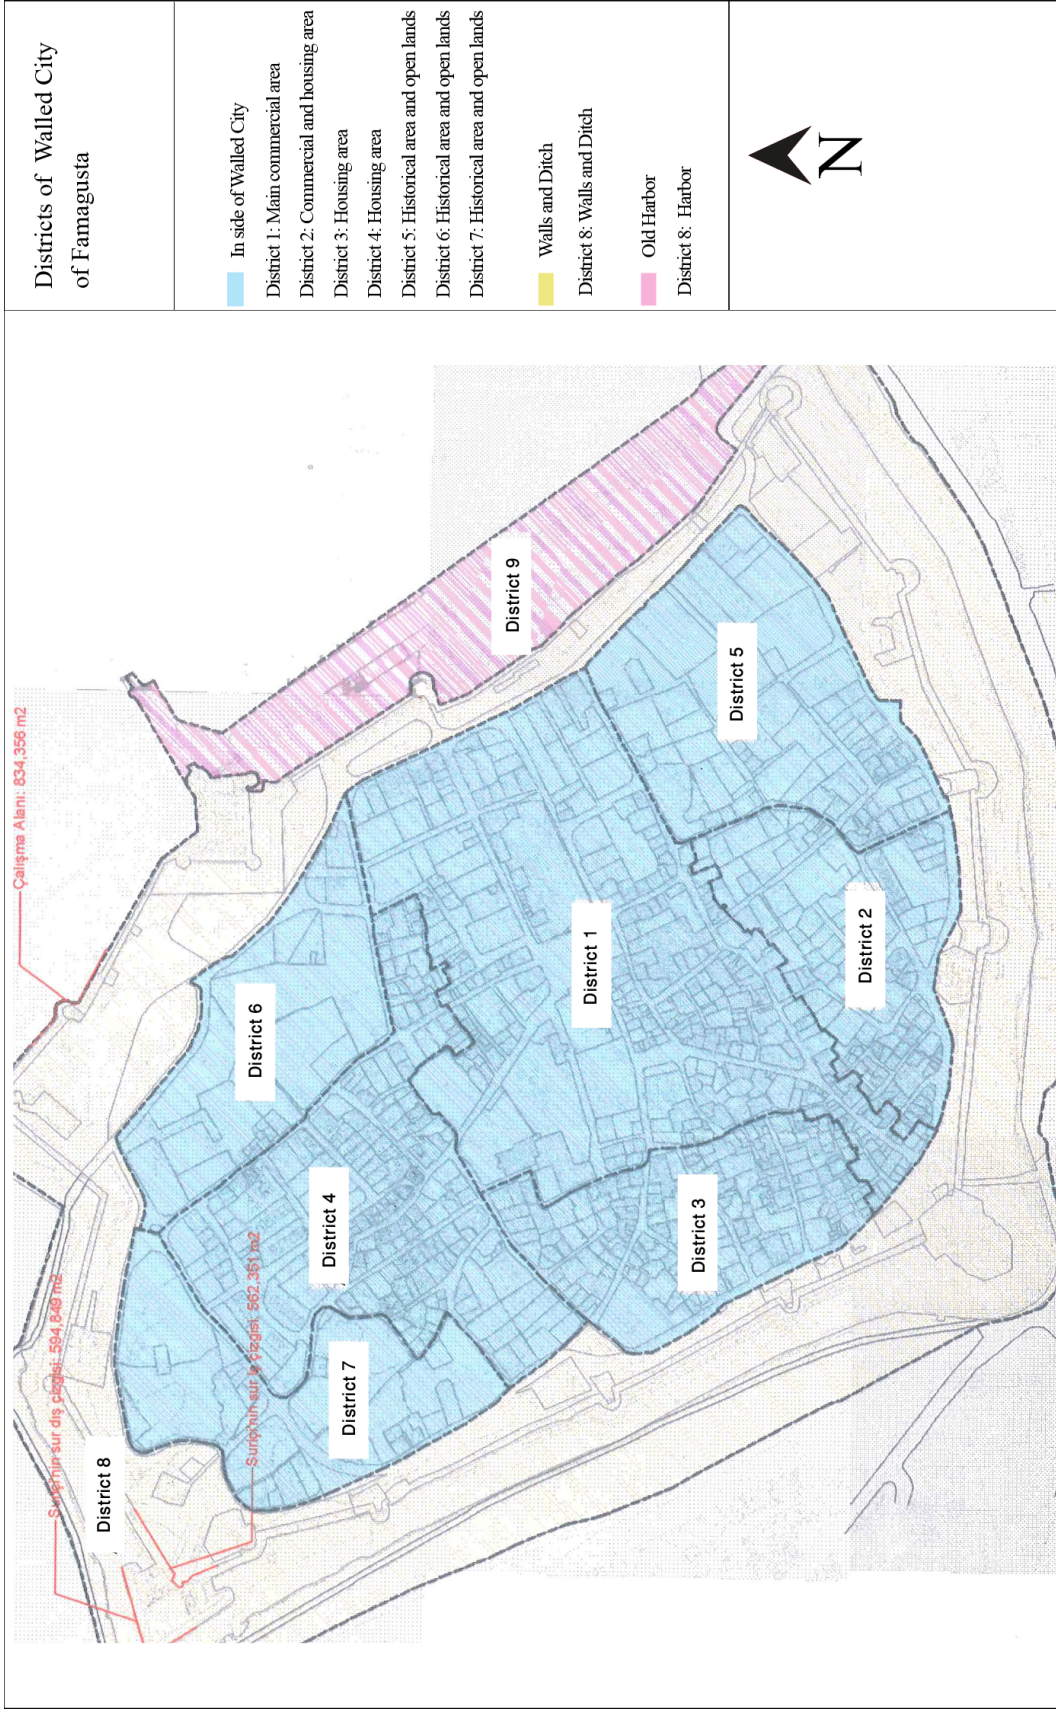 Districts of Walled City
of Famagusta
In side of Walled City
District 1: Main commercial area
District 2: Commercial and housing area
District 3: Housing area
District 4: Housing area
District 5: Historical area and open lands
District 6: Historical area and open lands
District 7: Historical area and open lands
Walls and Ditch
District 8: Walls and Ditch
Old Harbor
District 8: Harbor
N
Çalışma Alanı: 834,356 m2
Suriçi'nin sur dış çizgisi: 594,849 m2
Suriçi'nin sur iç çizgisi: 562,351 m2
District 8
District 7
District 4
District 6
District 3
District 1
District 2
District 5
District 9